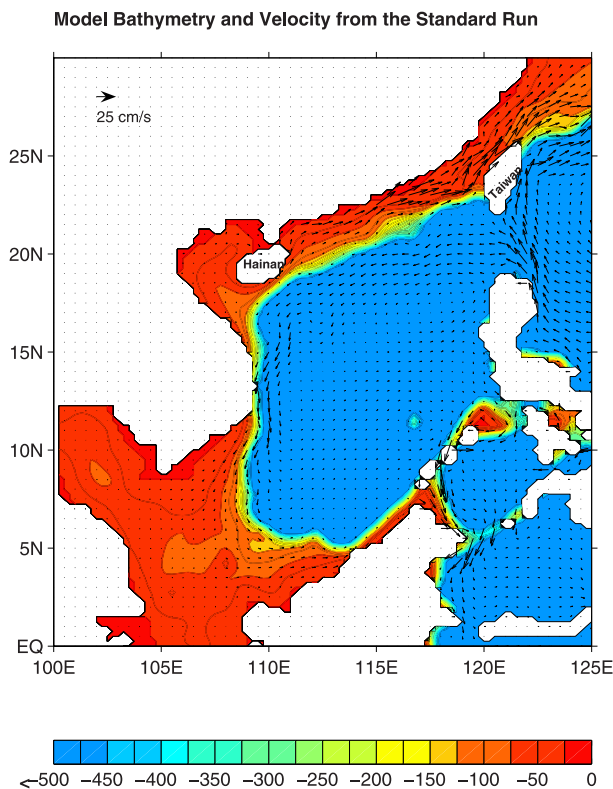 Model Bathymetry and Velocity from the Standard Run
25 cm/s
25N
Taiwan
20N
Hainan
15N
10N
5N
EQ
100E 105E 110E 115E 120E 125E
<−500 −450 −400 −350 −300 −250 −200 −150 −100 −50 0